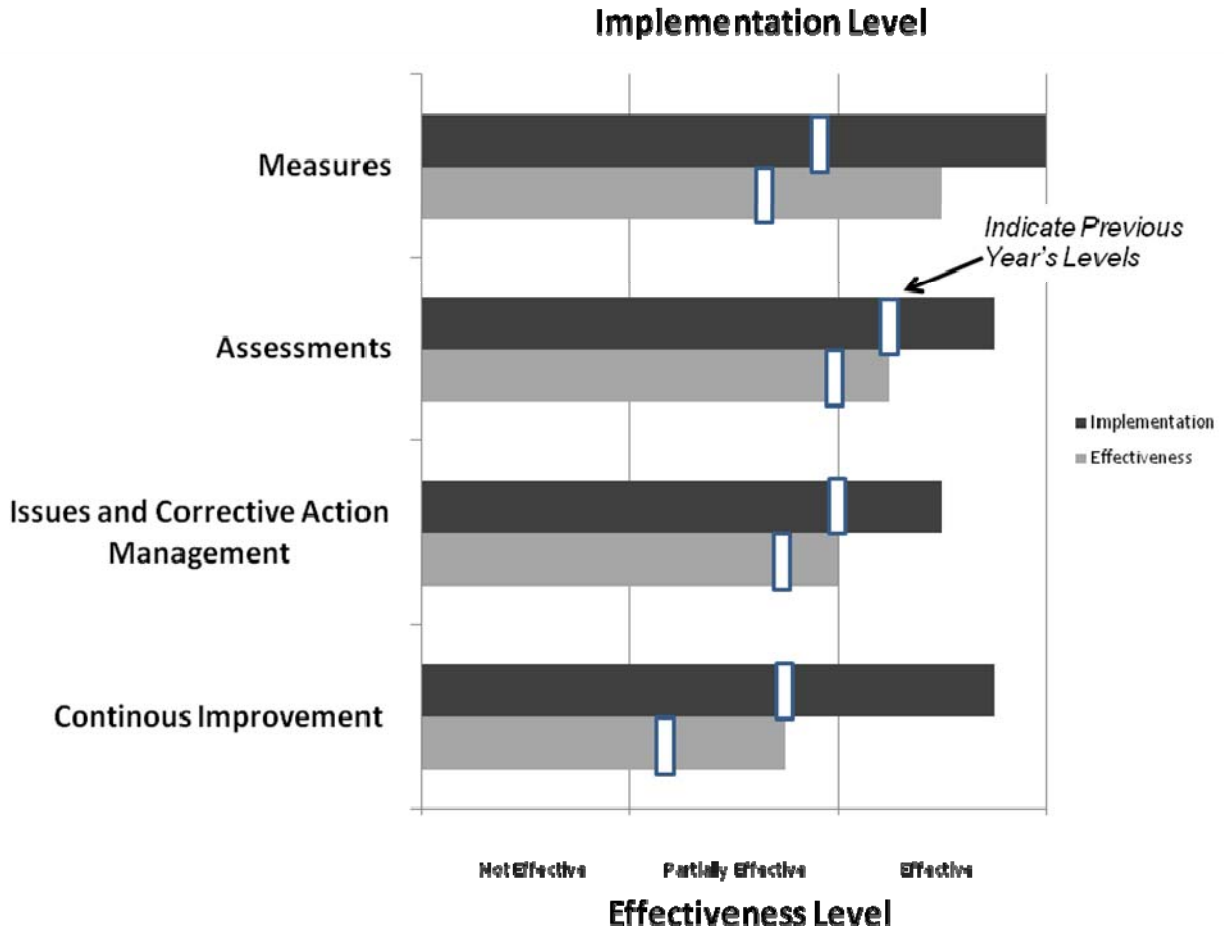 Implementation Level
Measures
Indicate Previous
Year's Levels
Assessments
Implementation
Effectiveness
Issues and Corrective Action
Management
Continous Improvement
Not Effective
Partially Effective
Effective
Effectiveness Level